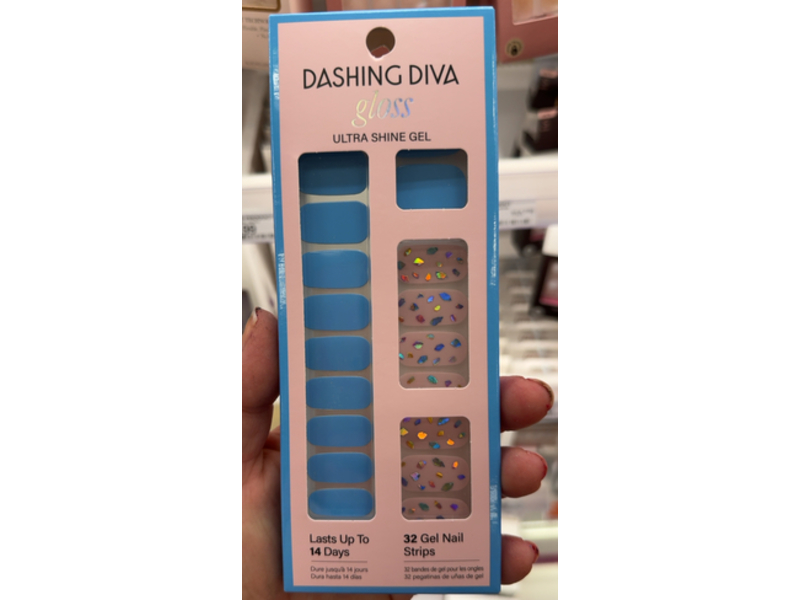 DASHING DIVA
gloss
ULTRA SHINE GEL
Lasts Up To
14 Days
Dure jusqu'à 14 jours
Dura hasta 14 días
32 Gel Nail
Strips
32 bandes de gel pour les ongles
32 pegatinas de uñas de gel